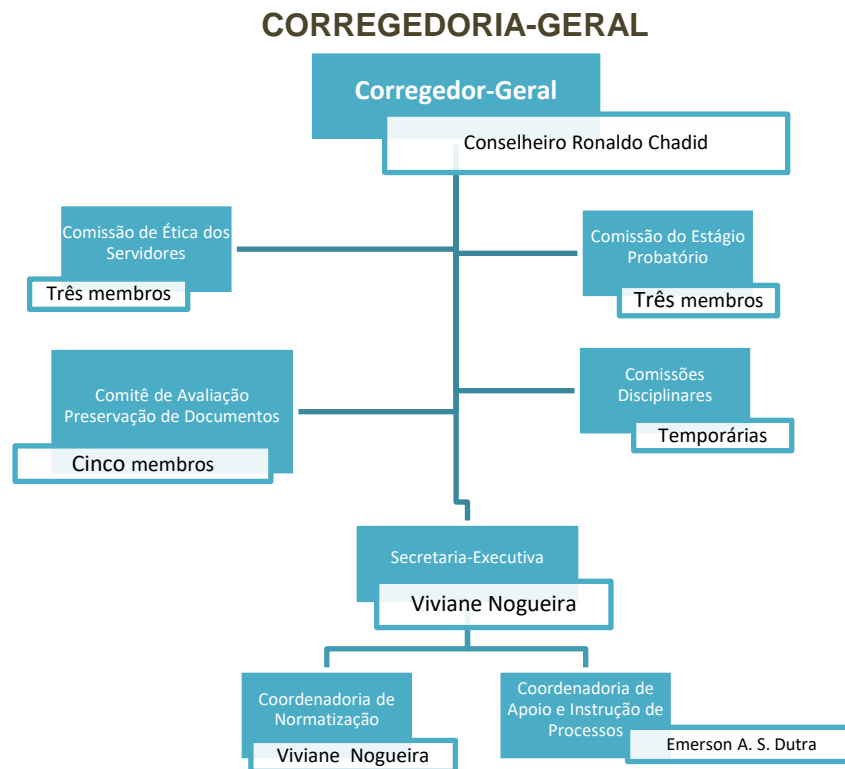 CORREGEDORIA-GERAL
Corregedor-Geral
Conselheiro Ronaldo Chadid
Comissão de Ética dos
Servidores
Três membros
Comissão do Estágio
Probatório
Três membros
Comitê de Avaliação
Preservação de Documentos
Cinco membros
Comissões
Disciplinares
Temporárias
Secretaria-Executiva
Viviane Nogueira
Coordenadoria de
Normatização
Viviane Nogueira
Coordenadoria de
Apoio e Instrução de
Processos
Emerson A. S. Dutra